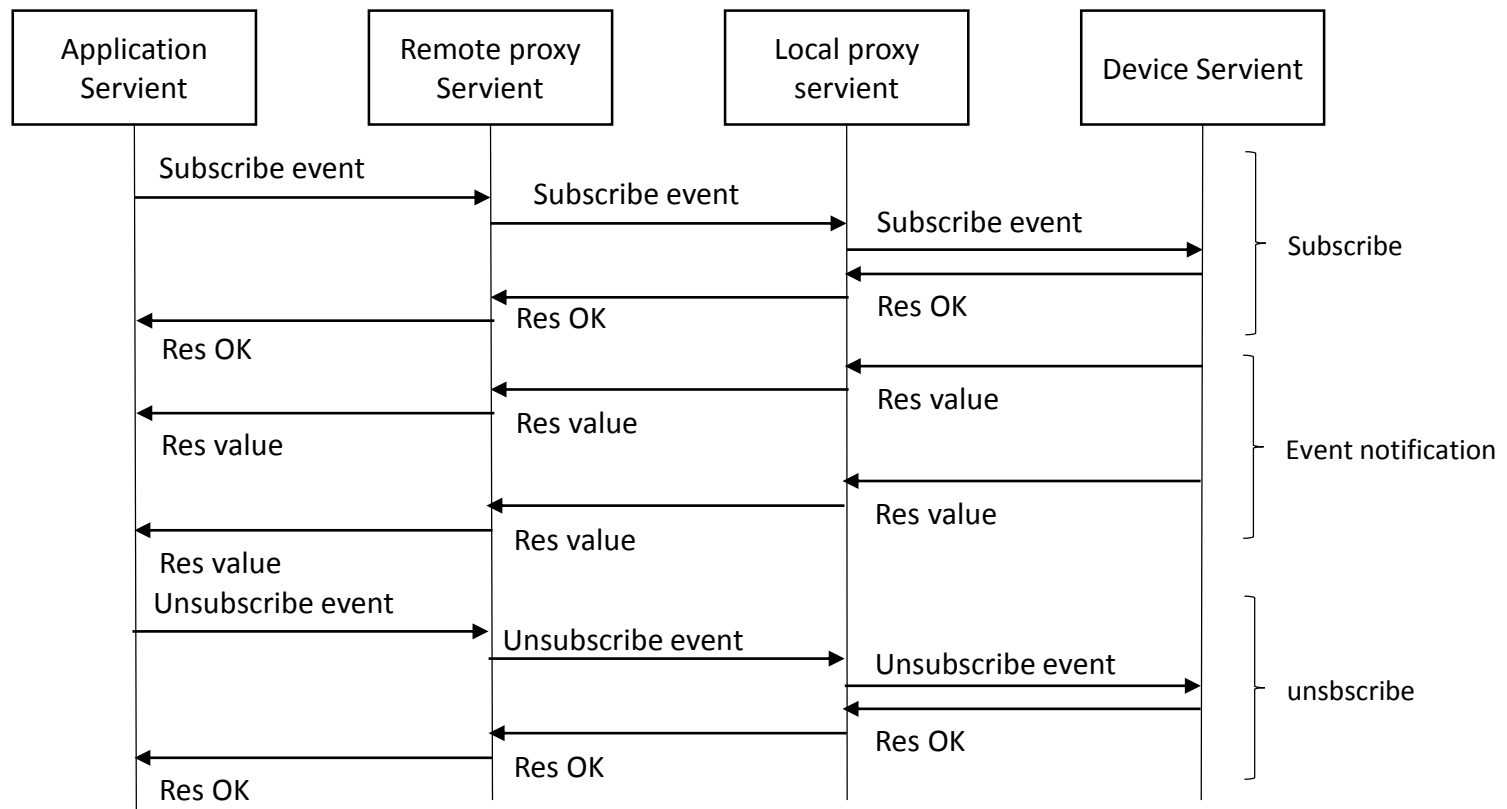 Application
Servient
Remote proxy
Servient
Local proxy
servient
Device Servient
Subscribe event
Subscribe event
Subscribe event
Subscribe
Res OK
Res OK
Res OK
Res value
Res value
Res value
Event notification
Res value
Res value
Res value
Unsubscribe event
Unsubscribe event
Unsubscribe event
unsbscribe
Res OK
Res OK
Res OK